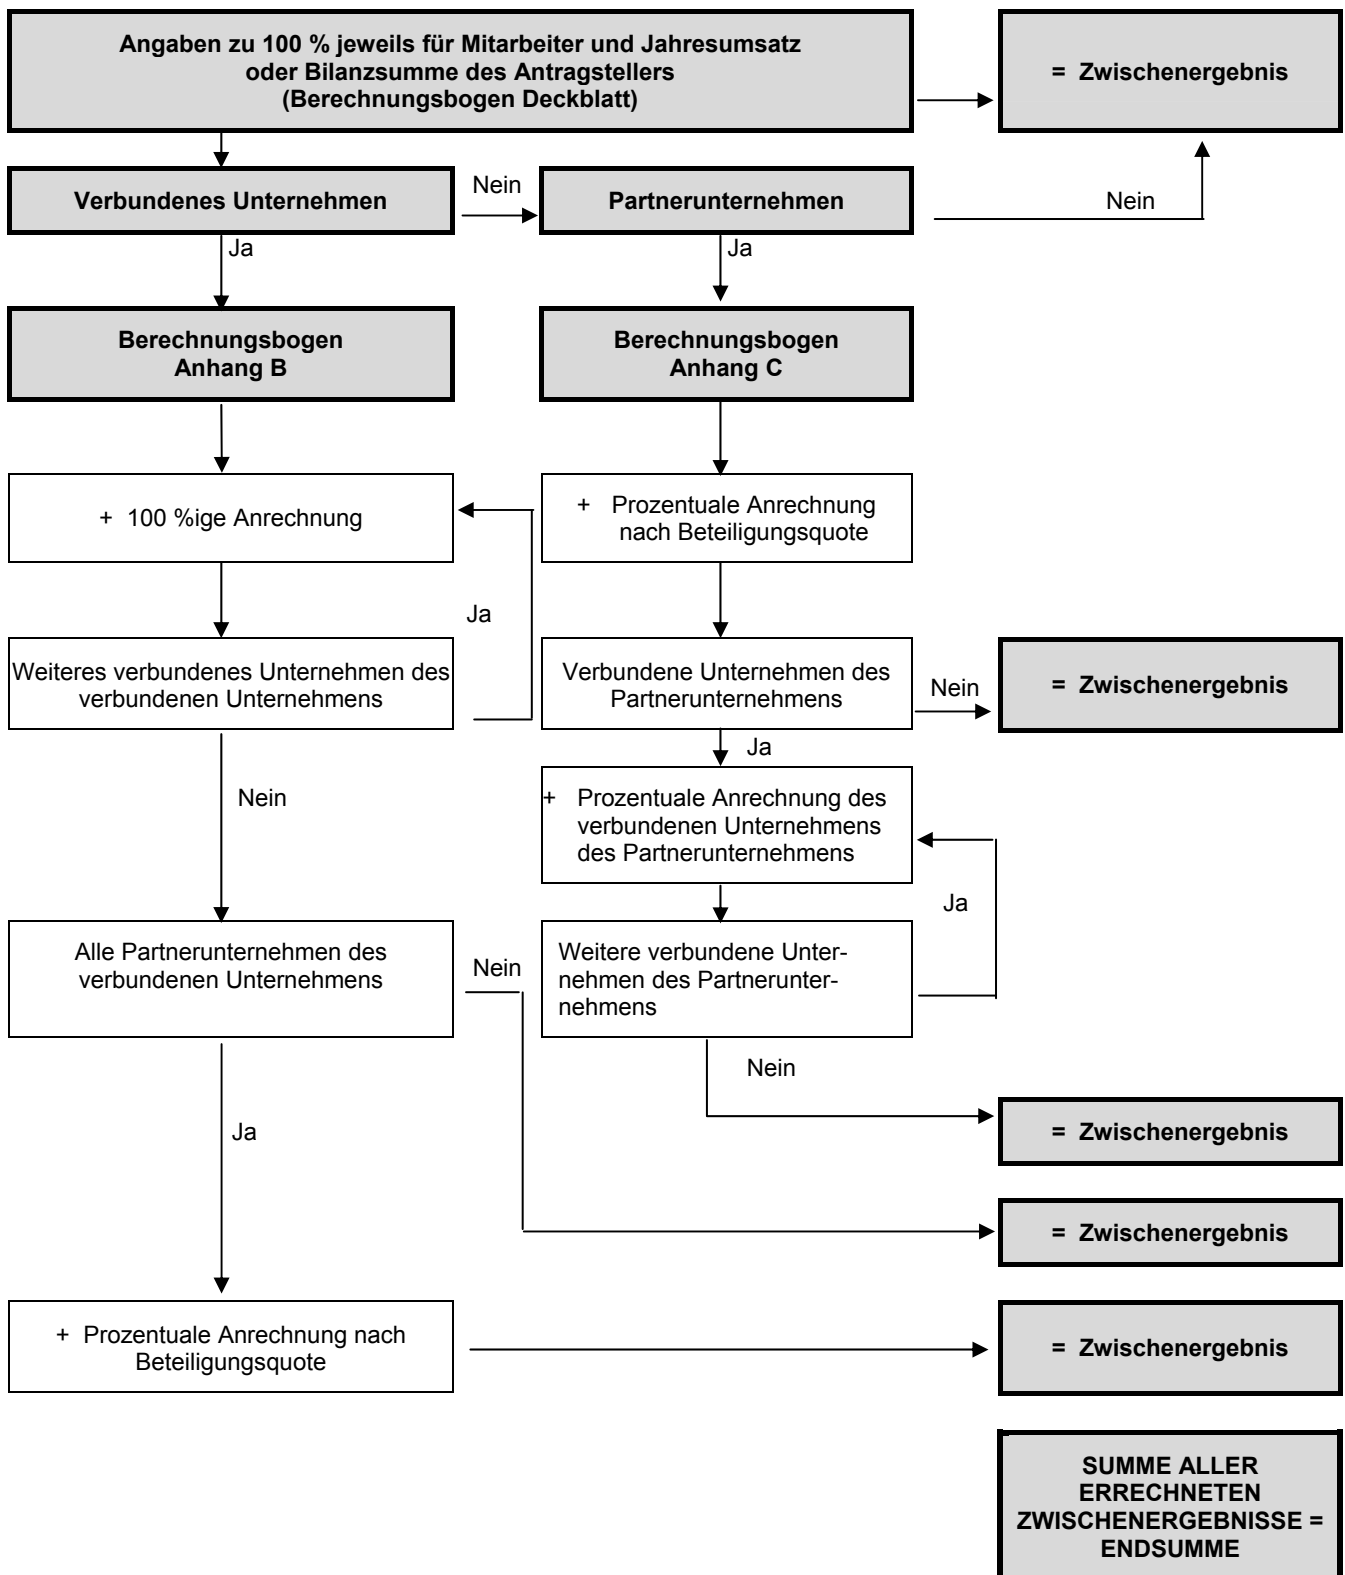 Angaben zu 100 % jeweils für Mitarbeiter und Jahresumsatz
oder Bilanzsumme des Antragstellers
(Berechnungsbogen Deckblatt)
= Zwischenergebnis
Verbundenes Unternehmen
Nein
Partnerunternehmen
Nein
Ja
Ja
Berechnungsbogen
Anhang B
Berechnungsbogen
Anhang C
+ 100 %ige Anrechnung
+ Prozentuale Anrechnung
nach Beteiligungsquote
Ja
Weiteres verbundenes Unternehmen des
verbundenen Unternehmens
Verbundene Unternehmen des
Partnerunternehmens
Nein
= Zwischenergebnis
Ja
Nein
+ Prozentuale Anrechnung des
verbundenen Unternehmens
des Partnerunternehmens
Ja
Alle Partnerunternehmen des
verbundenen Unternehmens
Nein
Weitere verbundene Unter-
nehmen des Partnerunter-
nehmens
Nein
Ja
= Zwischenergebnis
= Zwischenergebnis
+ Prozentuale Anrechnung nach
Beteiligungsquote
= Zwischenergebnis
SUMME ALLER
ERRECHNETEN
ZWISCHENERGEBNISSE =
ENDSUMME